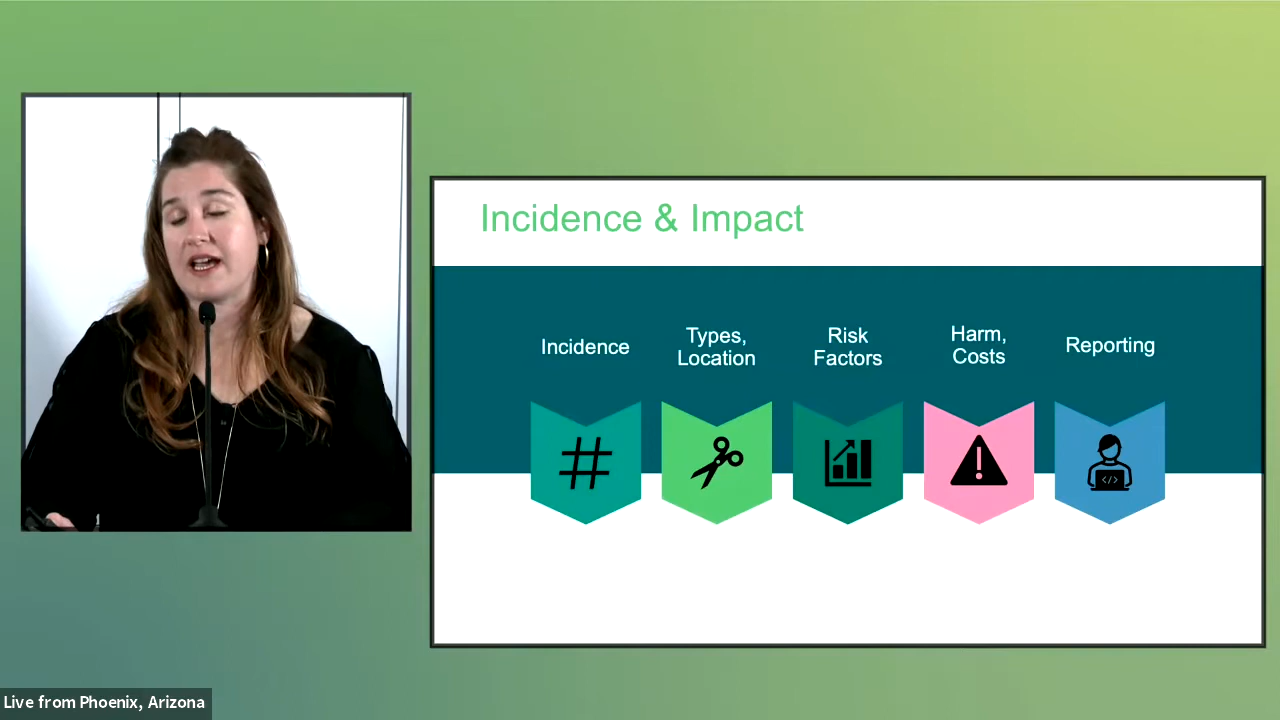 Incidence & Impact
Incidence
Types,
Location
Risk
Factors
Harm,
Costs
Reporting
Live from Phoenix, Arizona